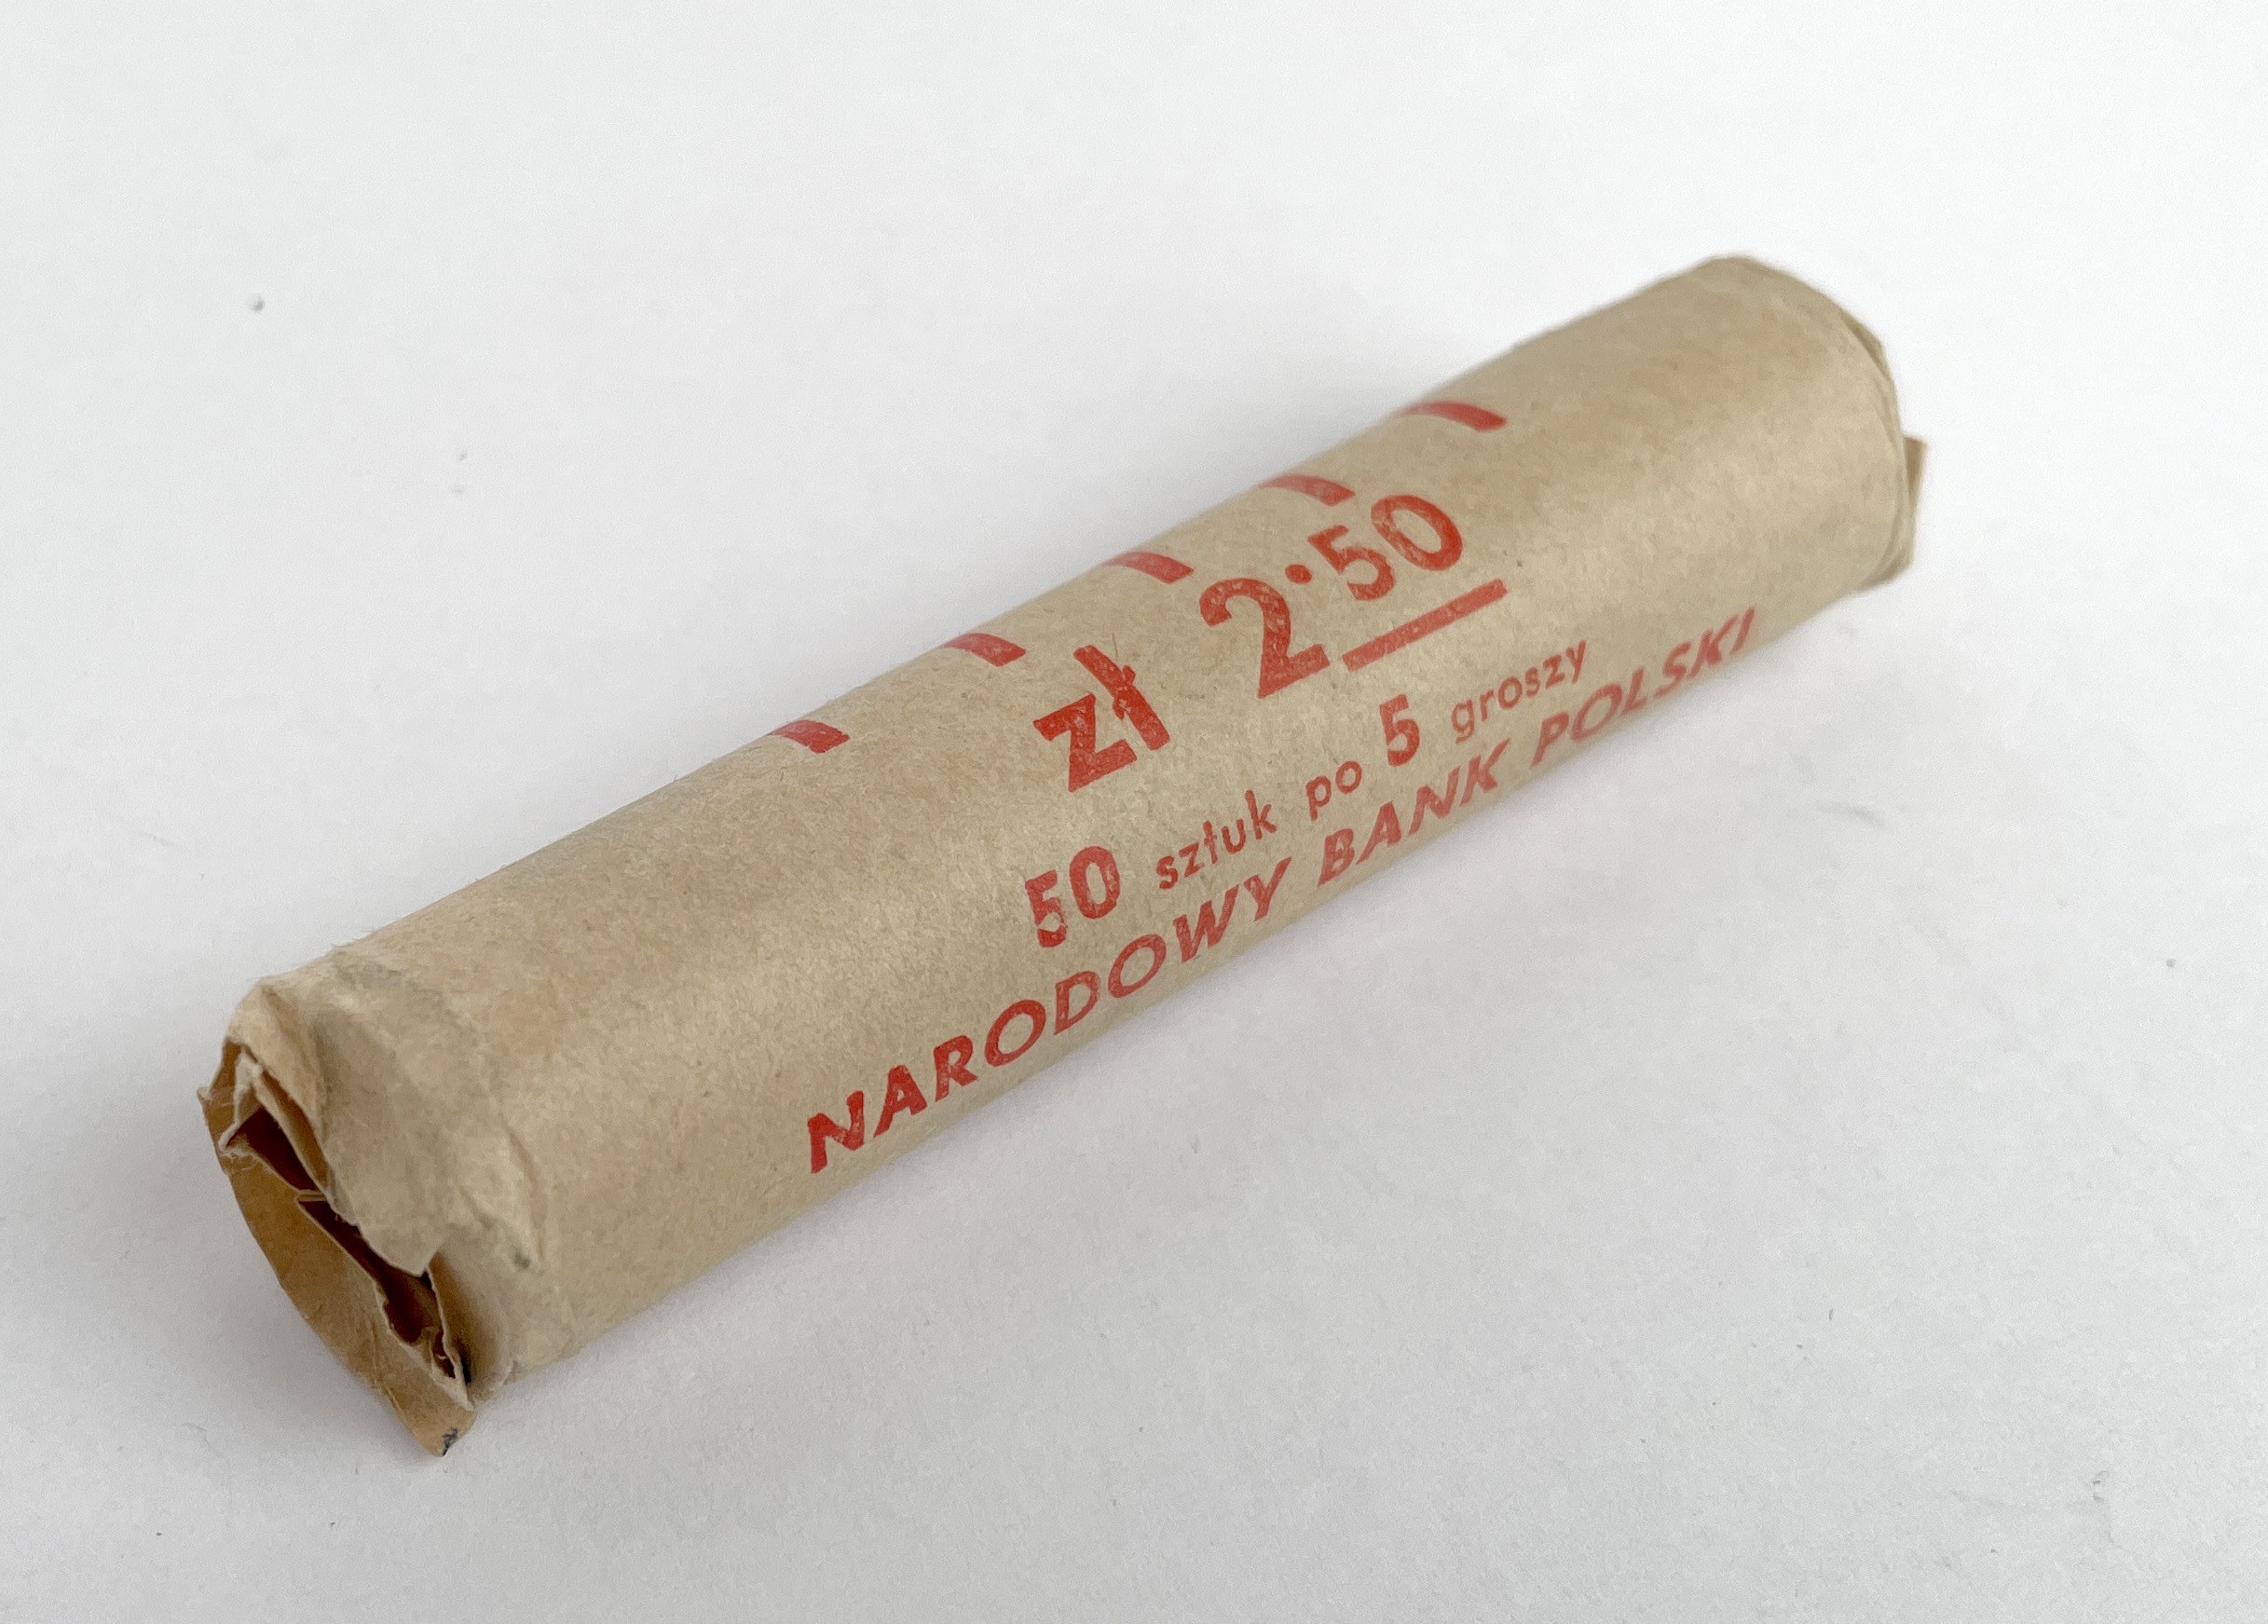 zł 2·50
50 sztuk po 5 groszy
NARODOWY BANK POLSKI